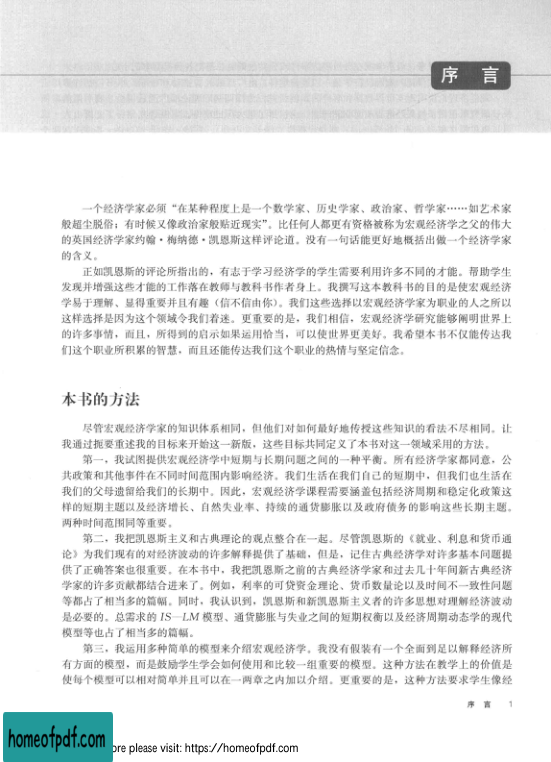 序 言
一个经济学家必须“在某种程度上是一个数学家、历史学家、政治家、哲学家……如艺术家
般超尘脱俗；有时候又像政治家般贴近现实”。比任何人都更有资格被称为宏观经济学之父的伟大
的英国经济学家约翰·梅纳德·凯恩斯这样评论道。没有一句话能更好地概括出做一个经济学家
的含义。
正如凯恩斯的评论所指出的，有志于学习经济学的学生需要利用许多不同的才能。帮助学生
发现并增强这些才能的工作落在教师与教科书作者身上。我撰写这本教科书的目的是使宏观经济
学易于理解、显得重要并且有趣（信不信由你）。我们这些选择以宏观经济学家为职业的人之所以
这样选择是因为这个领域令我们着迷。更重要的是，我们相信，宏观经济学研究能够阐明世界上
的许多事情，而且，所得到的启示如果运用恰当，可以使世界更美好。我希望本书不仅能传达我
们这个职业所积累的智慧，而且还能传达我们这个职业的热情与坚定信念。
本书的方法
尽管宏观经济学家的知识体系相同，但他们对如何最好地传授这些知识的看法不尽相同。让
我通过扼要重述我的目标来开始这一新版，这些目标共同定义了本书对这一领域采用的方法。
第一，我试图提供宏观经济学中短期与长期问题之间的一种平衡。所有经济学家都同意，公
共政策和其他事件在不同时间范围内影响经济。我们生活在我们自己的短期中，但我们也生活在
我们的父母遗留给我们的长期中。因此，宏观经济学课程需要涵盖包括经济周期和稳定化政策这
样的短期主题以及经济增长、自然失业率、持续的通货膨胀以及政府债务的影响这些长期主题。
两种时间范围同等重要。
第二，我把凯恩斯主义和古典理论的观点整合在一起。尽管凯恩斯的《就业、利息和货币通
论》为我们现有的对经济波动的许多解释提供了基础，但是，记住古典经济学对许多基本问题提
供了正确答案也很重要。在本书中，我把凯恩斯之前的古典经济学家和过去几十年间新古典经济
学家的许多贡献都结合进来了。例如，利率的可贷资金理论、货币数量论以及时间不一致性问题
等都占了相当多的篇幅。同时，我认识到，凯恩斯和新凯恩斯主义者的许多思想对理解经济波动
是必要的。总需求的 IS—LM 模型、通货膨胀与失业之间的短期权衡以及经济周期动态学的现代
模型等也占了相当多的篇幅。
第三，我运用多种简单的模型来介绍宏观经济学。我没有假装有一个全面到足以解释经济所
有方面的模型，而是鼓励学生学会如何使用和比较一组重要的模型。这种方法在教学上的价值是
使每个模型可以相对简单并且可以在一两章之内加以介绍。更重要的是，这种方法要求学生像经
序 言 1
homeofpdf.com
ore please visit: https://homeofpdf.com